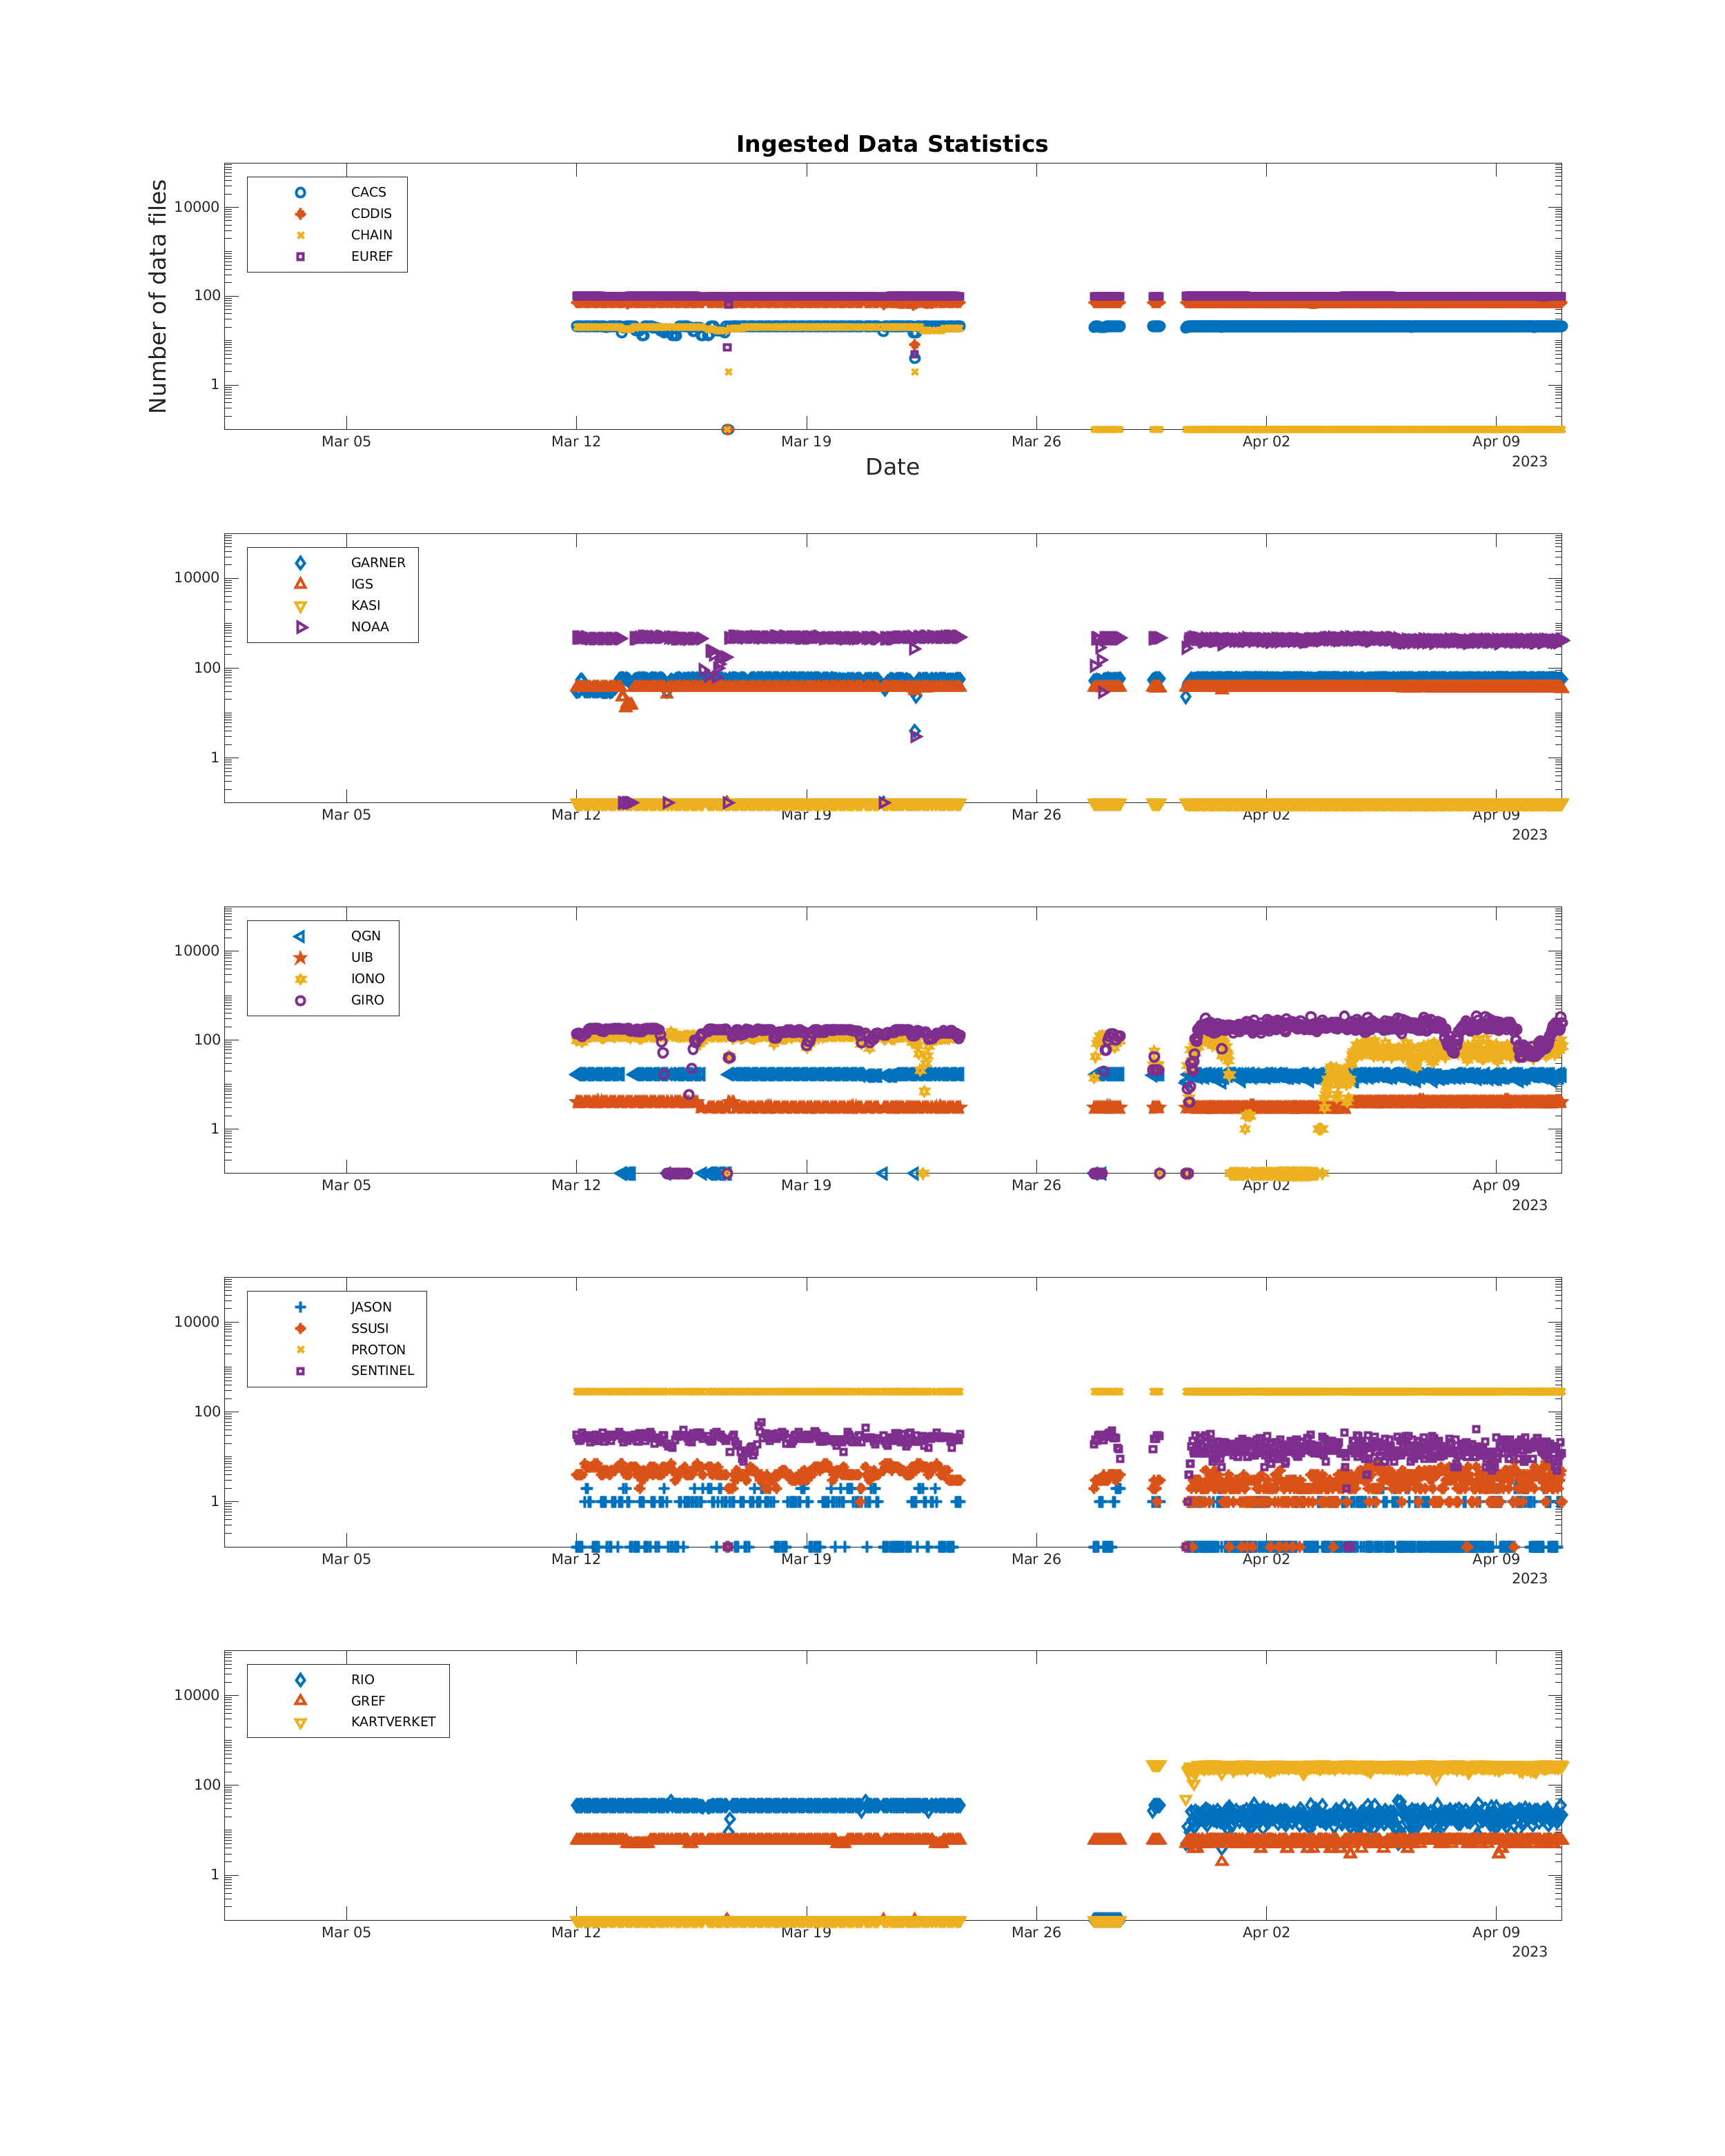 Ingested Data Statistics
Number of data files
10000
100
1
CACS
CDDIS
CHAIN
EUREF
Mar 05 Mar 12 Mar 19 Mar 26 Apr 02 Apr 09
2023
Date
10000
100
1
GARNER
IGS
KASI
NOAA
Mar 05 Mar 12 Mar 19 Mar 26 Apr 02 Apr 09
2023
10000
100
1
QGN
UIB
IONO
GIRO
Mar 05 Mar 12 Mar 19 Mar 26 Apr 02 Apr 09
2023
10000
100
1
JASON
SSUSI
PROTON
SENTINEL
Mar 05 Mar 12 Mar 19 Mar 26 Apr 02 Apr 09
2023
10000
100
1
RIO
GREF
KARTVERKET
Mar 05 Mar 12 Mar 19 Mar 26 Apr 02 Apr 09
2023